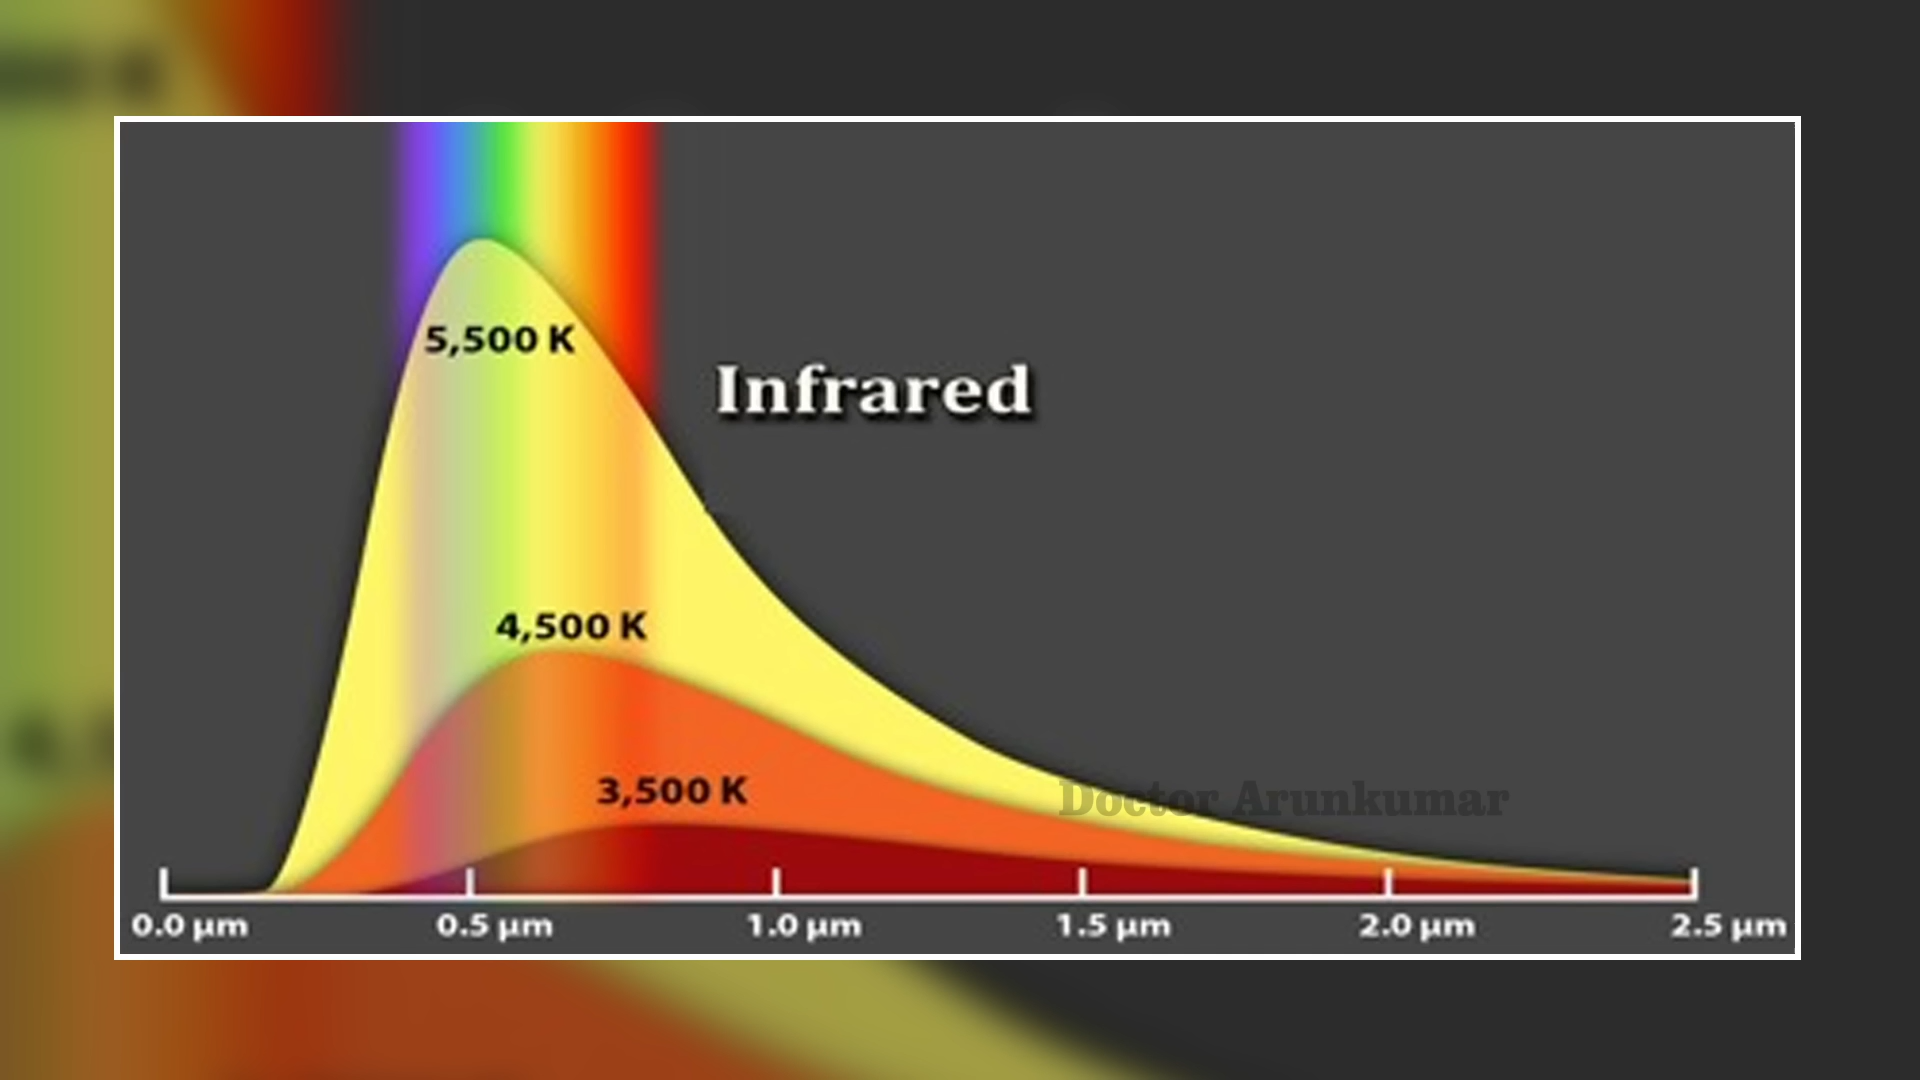 5,500 K
Infrared
4,500 K
3,500 K
Doctor Arunkumar
0.0 µm 0.5 µm 1.0 µm 1.5 µm 2.0 µm 2.5 µm